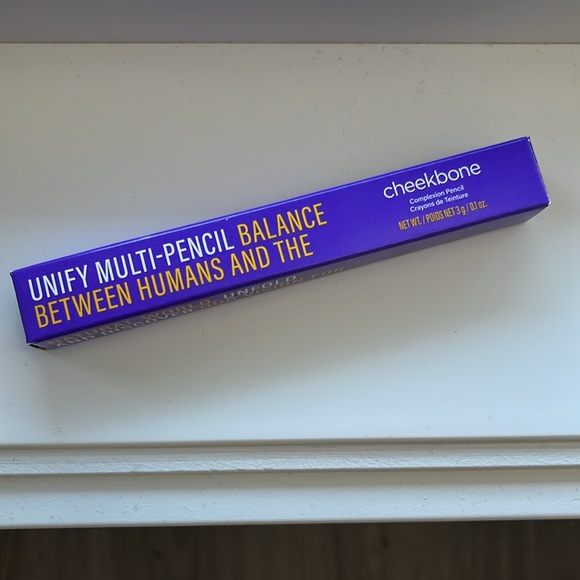 UNIFY MULTI-PENCIL BALANCE
BETWEEN HUMANS AND THE
cheekbone
Complexion Pencil
Crayons de Teinture
NET WT. / POIDS NET 3 g / 0.1 oz.
UNFOLD